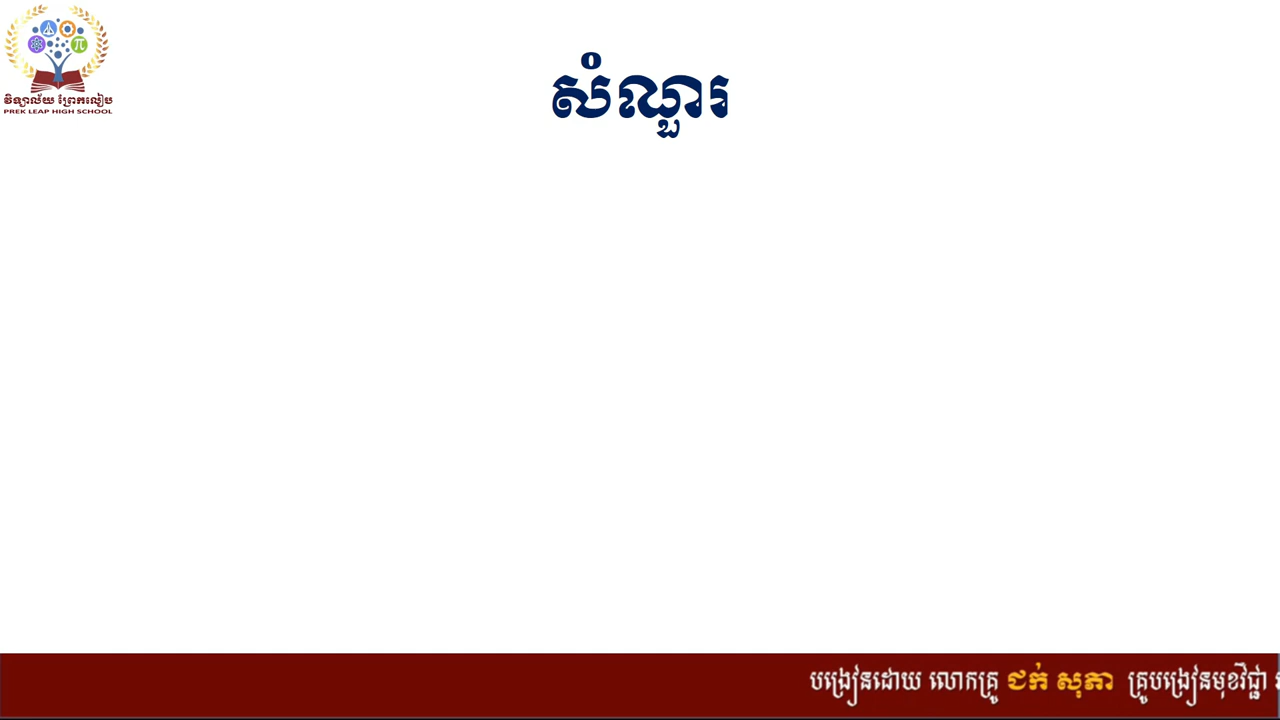 វិទ្យាល័យ ព្រែកលៀប
PREK LEAP HIGH SCHOOL
សំណួរ
បង្រៀនដោយ លោកគ្រូ ជក់ សុភា គ្រូបង្រៀនមុខវិជ្ជា